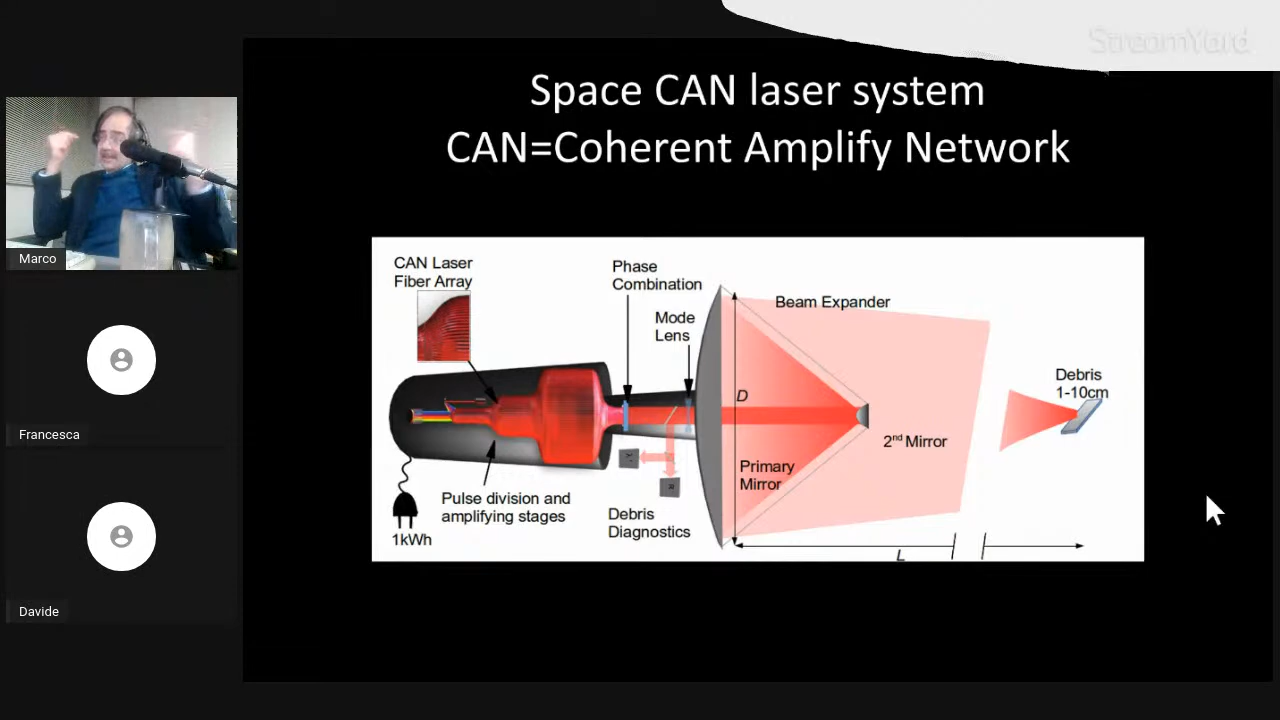 StreamYard
Space CAN laser system
CAN=Coherent Amplify Network
Marco
Francesca
Davide
CAN Laser
Fiber Array
Phase
Combination
Mode
Lens
Beam Expander
D
Debris
1-10cm
2nd Mirror
Primary
Mirror
Pulse division and
amplifying stages
Debris
Diagnostics
1kWh
L